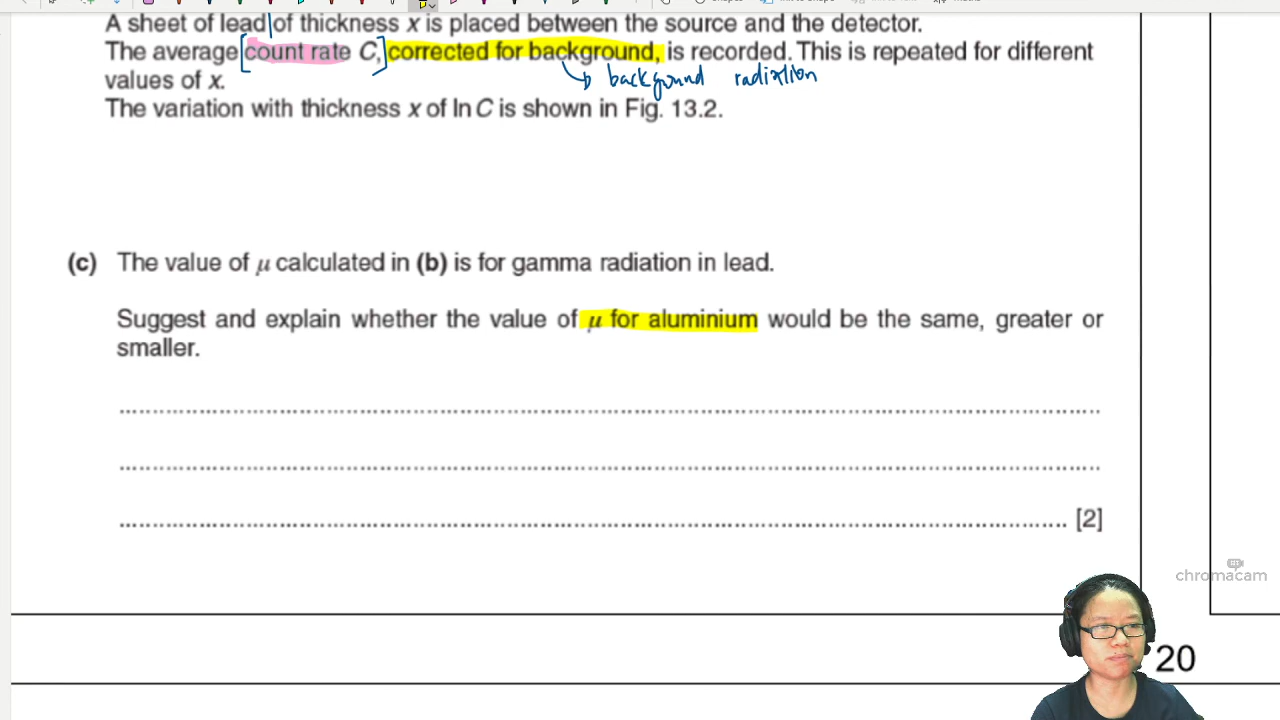 A sheet of lead of thickness x is placed between the source and the detector.
The average [count rate C,] corrected for background, is recorded. This is repeated for different
↳ background radiation
values of x.
The variation with thickness x of ln C is shown in Fig. 13.2.
(c) The value of μ calculated in (b) is for gamma radiation in lead.
Suggest and explain whether the value of μ for aluminium would be the same, greater or
smaller.
..........................................................................................
..........................................................................................
.......................................................................................... [2]
chromacam
20